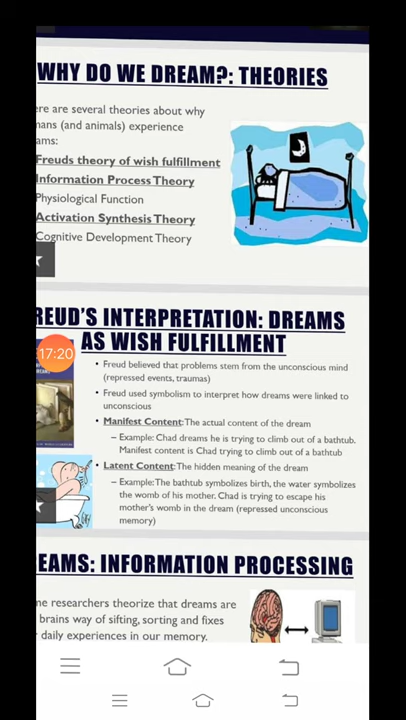 WHY DO WE DREAM?: THEORIES
ere are several theories about why
nans (and animals) experience
ams:
Freuds theory of wish fulfillment
Information Process Theory
Physiological Function
Activation Synthesis Theory
Cognitive Development Theory
REUD'S INTERPRETATION: DREAMS
AS WISH FULFILLMENT
17:20
• Freud believed that problems stem from the unconscious mind
(repressed events, traumas)
• Freud used symbolism to interpret how dreams were linked to
unconscious
• Manifest Content: The actual content of the dream
– Example: Chad dreams he is trying to climb out of a bathtub.
Manifest content is Chad trying to climb out of a bathtub
• Latent Content: The hidden meaning of the dream
– Example: The bathtub symbolizes birth, the water symbolizes
the womb of his mother. Chad is trying to escape his
mother's womb in the dream (repressed unconscious
memory)
EAMS: INFORMATION PROCESSING
ne researchers theorize that dreams are
brains way of sifting, sorting and fixes
daily experiences in our memory.